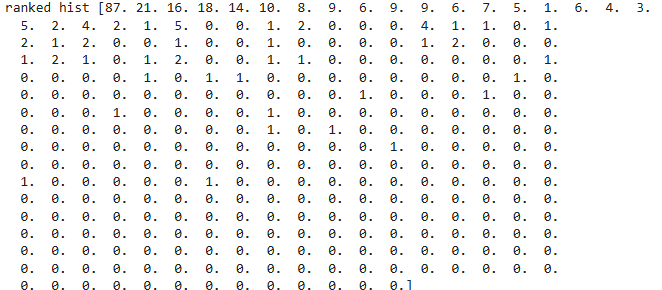 ranked hist [87. 21. 16. 18. 14. 10. 8. 9. 6. 9. 9. 6. 7. 5. 1. 6. 4. 3.
5. 2. 4. 2. 1. 5. 0. 0. 1. 2. 0. 0. 0. 4. 1. 1. 0. 1.
2. 1. 2. 0. 0. 1. 0. 0. 1. 0. 0. 0. 0. 1. 2. 0. 0. 0.
1. 2. 1. 0. 1. 2. 0. 0. 1. 1. 0. 0. 0. 0. 0. 0. 0. 1.
0. 0. 0. 0. 1. 0. 1. 1. 0. 0. 0. 0. 0. 0. 0. 0. 1. 0.
0. 0. 0. 0. 0. 0. 0. 0. 0. 0. 0. 1. 0. 0. 0. 1. 0. 0.
0. 0. 0. 1. 0. 0. 0. 0. 1. 0. 0. 0. 0. 0. 0. 0. 0. 0.
0. 0. 0. 0. 0. 0. 0. 0. 1. 0. 1. 0. 0. 0. 0. 0. 0. 0.
0. 0. 0. 0. 0. 0. 0. 0. 0. 0. 0. 0. 1. 0. 0. 0. 0. 0.
0. 0. 0. 0. 0. 0. 0. 0. 0. 0. 0. 0. 0. 0. 0. 0. 0. 0.
1. 0. 0. 0. 0. 0. 1. 0. 0. 0. 0. 0. 0. 0. 0. 0. 0. 0.
0. 0. 0. 0. 0. 0. 0. 0. 0. 0. 0. 0. 0. 0. 0. 0. 0. 0.
0. 0. 0. 0. 0. 0. 0. 0. 0. 0. 0. 0. 0. 0. 0. 0. 0. 0.
0. 0. 0. 0. 0. 0. 0. 0. 0. 0. 0. 0. 0. 0. 0. 0. 0. 0.
0. 0. 0. 0. 0. 0. 0. 0. 0. 0. 0. 0. 0. 0. 0. 0. 0. 0.
0. 0. 0. 0. 0. 0. 0. 0. 0. 0. 0. 0. 0. 0. 0. 0. 0. 0.
0. 0. 0. 0. 0. 0. 0. 0. 0. 0. 0. 0. 0.]